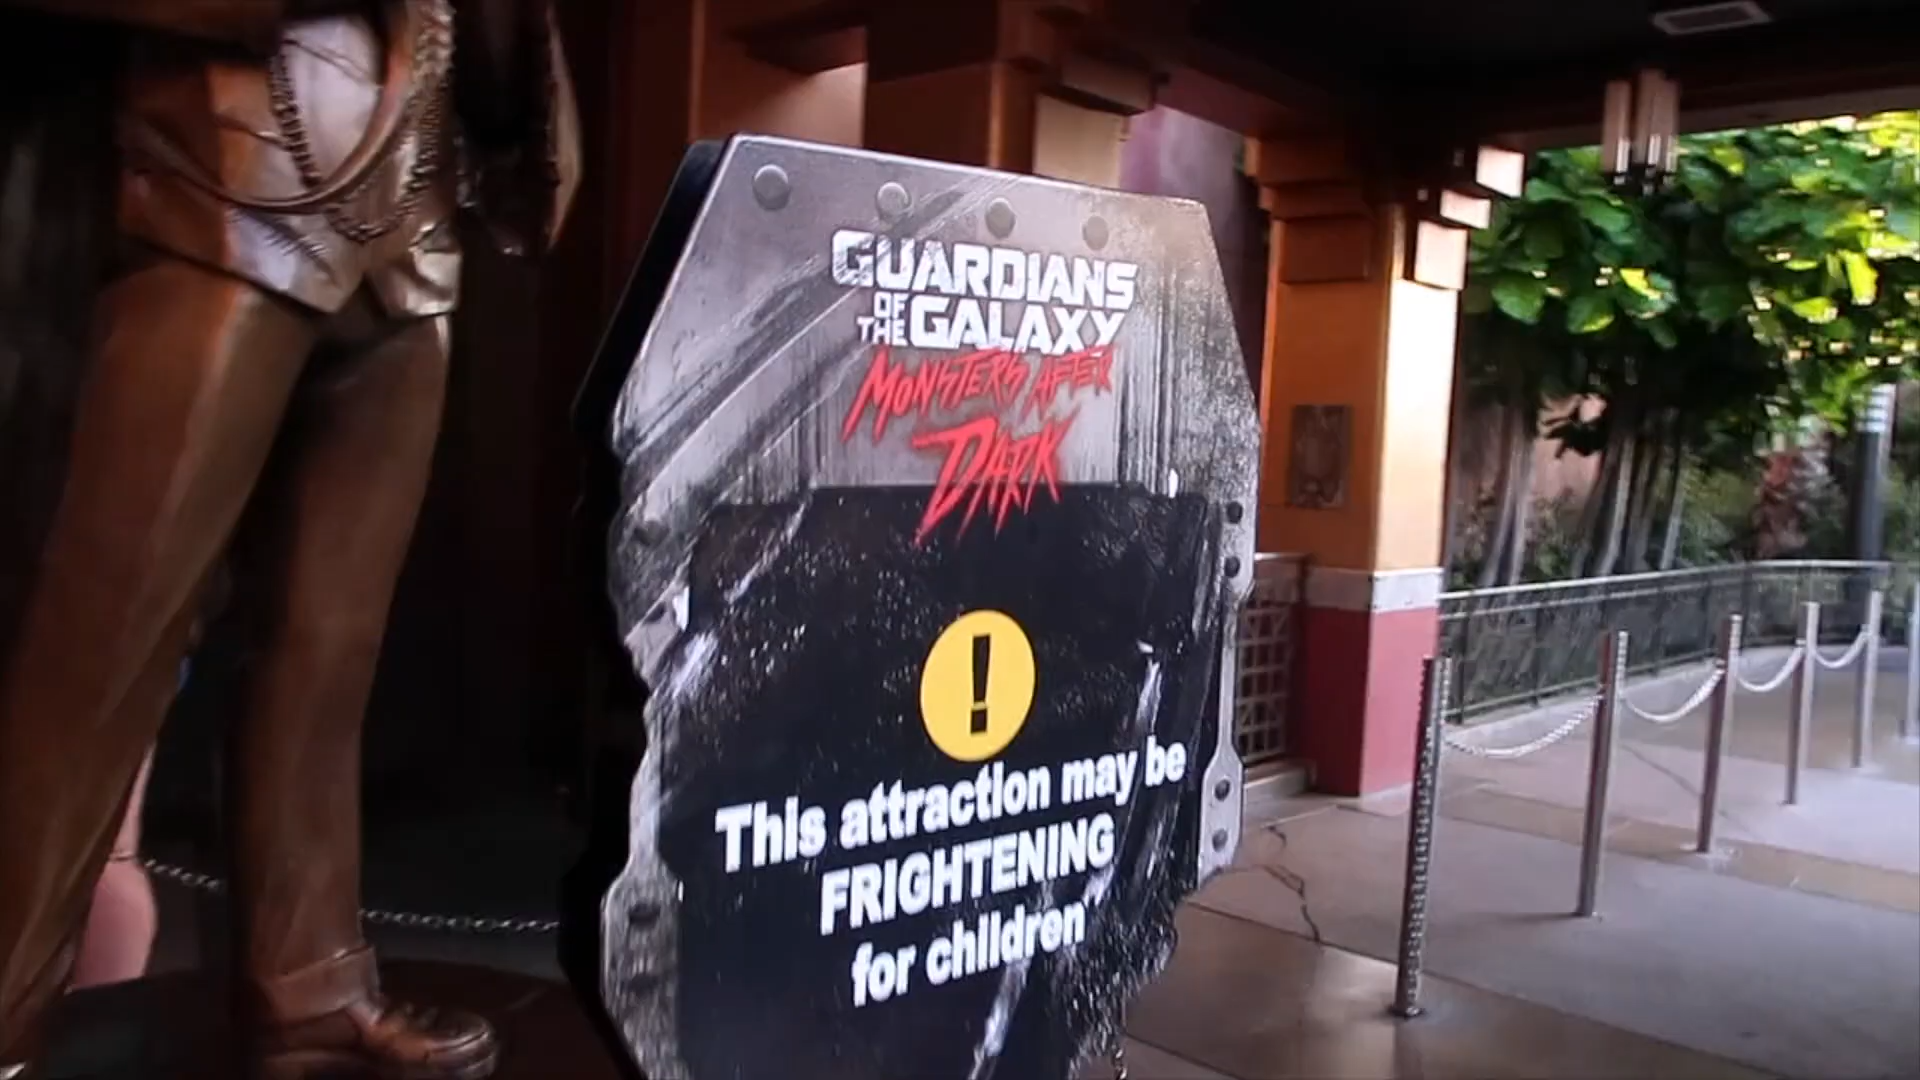 GUARDIANS
OF
THE GALAXY
MONSTERS AFTER
DARK
!
This attraction may be
FRIGHTENING
for children